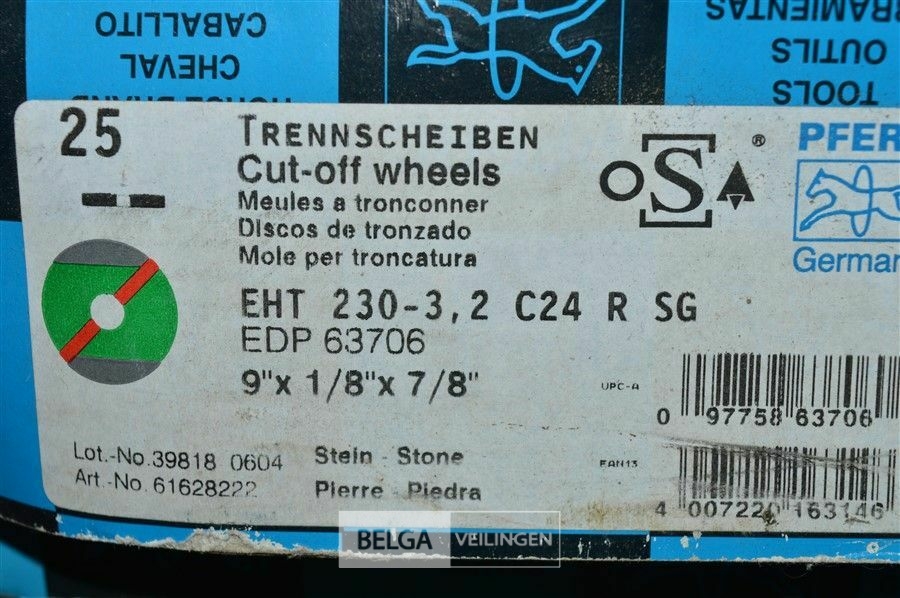 CABALLITO
CHEVAL
HORSE BRAND
OUTILS
TOOLS
25
TRENNSCHEIBEN
Cut-off wheels
Meules a tronconner
Discos de tronzado
Mole per troncatura
EHT 230-3,2 C24 R SG
EDP 63706
9"x 1/8"x 7/8"
oSa
®
PFER
German
UPC-A
0 97758 63706
Lot.-No.39818 0604
Art.-No. 61628222
Stein - Stone
Pierre - Piedra
EAN13
4 007220 163146
BELGA VEILINGEN